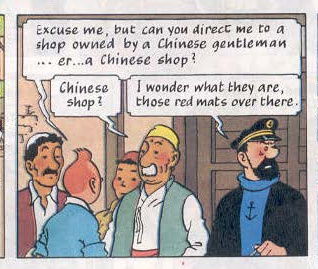 Excuse me, but can you direct me to a
shop owned by a Chinese gentleman
... er...a Chinese shop?
Chinese
shop?
I wonder what they are,
those red mats over there.